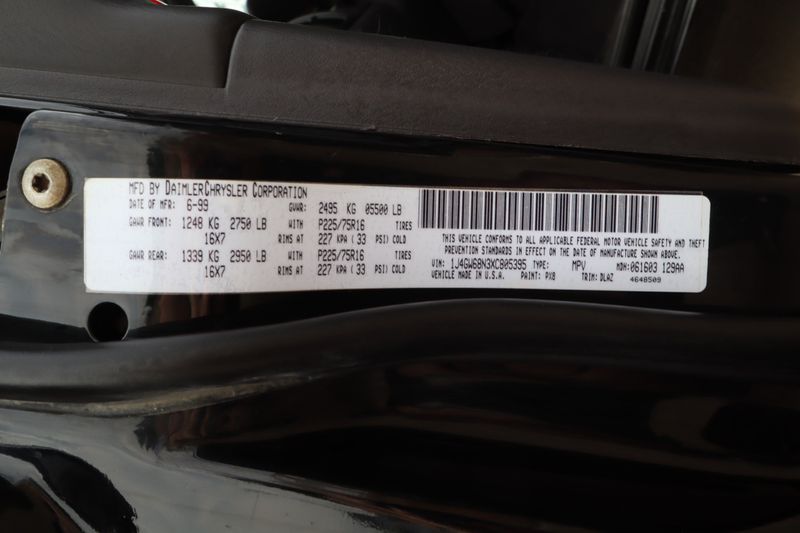 MFD BY DAIMLERCHRYSLER CORPORATION
DATE OF MFR: 6-99 GVWR: 2495 KG 05500 LB
GAWR FRONT: 1248 KG 2750 LB WITH P225/75R16 TIRES
16X7 RIMS AT 227 KPA ( 33 PSI) COLD
GAWR REAR: 1339 KG 2950 LB WITH P225/75R16 TIRES
16X7 RIMS AT 227 KPA ( 33 PSI) COLD
THIS VEHICLE CONFORMS TO ALL APPLICABLE FEDERAL MOTOR VEHICLE SAFETY AND THEFT
PREVENTION STANDARDS IN EFFECT ON THE DATE OF MANUFACTURE SHOWN ABOVE.
VIN: 1J4GW68N3XC805395 TYPE: MPV MDH: 061603 129AA
VEHICLE MADE IN U.S.A. PAINT: PX8 TRIM: DLAZ 4648509